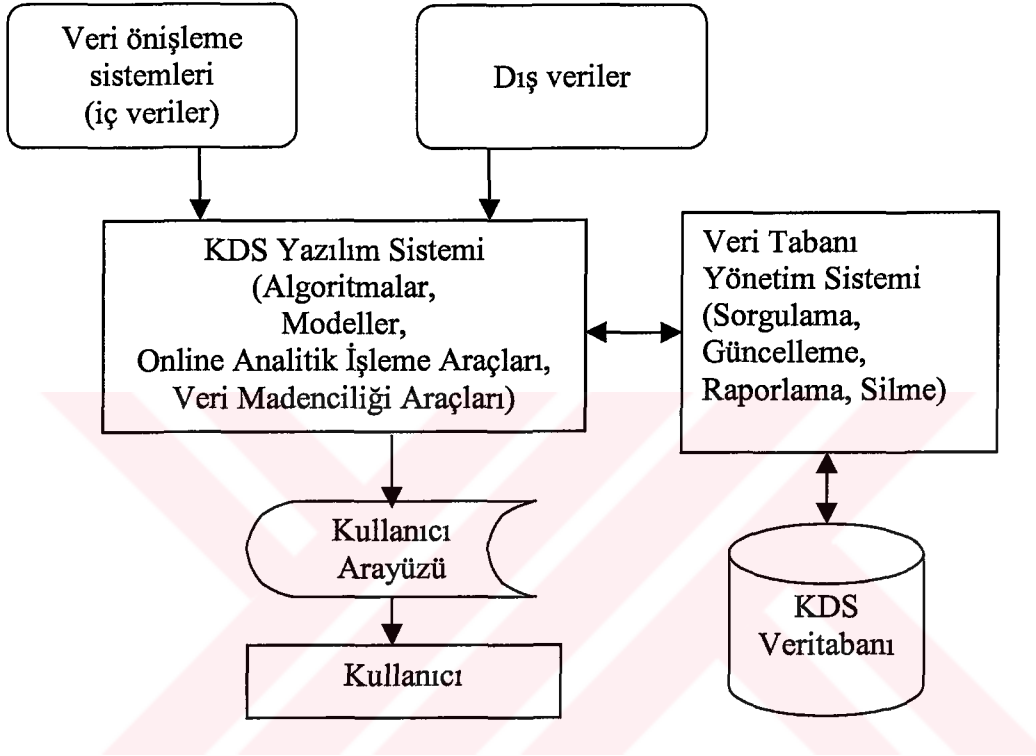 Veri önişleme
sistemleri
(iç veriler)
Dış veriler
KDS Yazılım Sistemi
(Algoritmalar,
Modeller,
Online Analitik İşleme Araçları,
Veri Madenciliği Araçları)
Veri Tabanı
Yönetim Sistemi
(Sorgulama,
Güncelleme,
Raporlama, Silme)
Kullanıcı
Arayüzü
KDS
Veritabanı
Kullanıcı